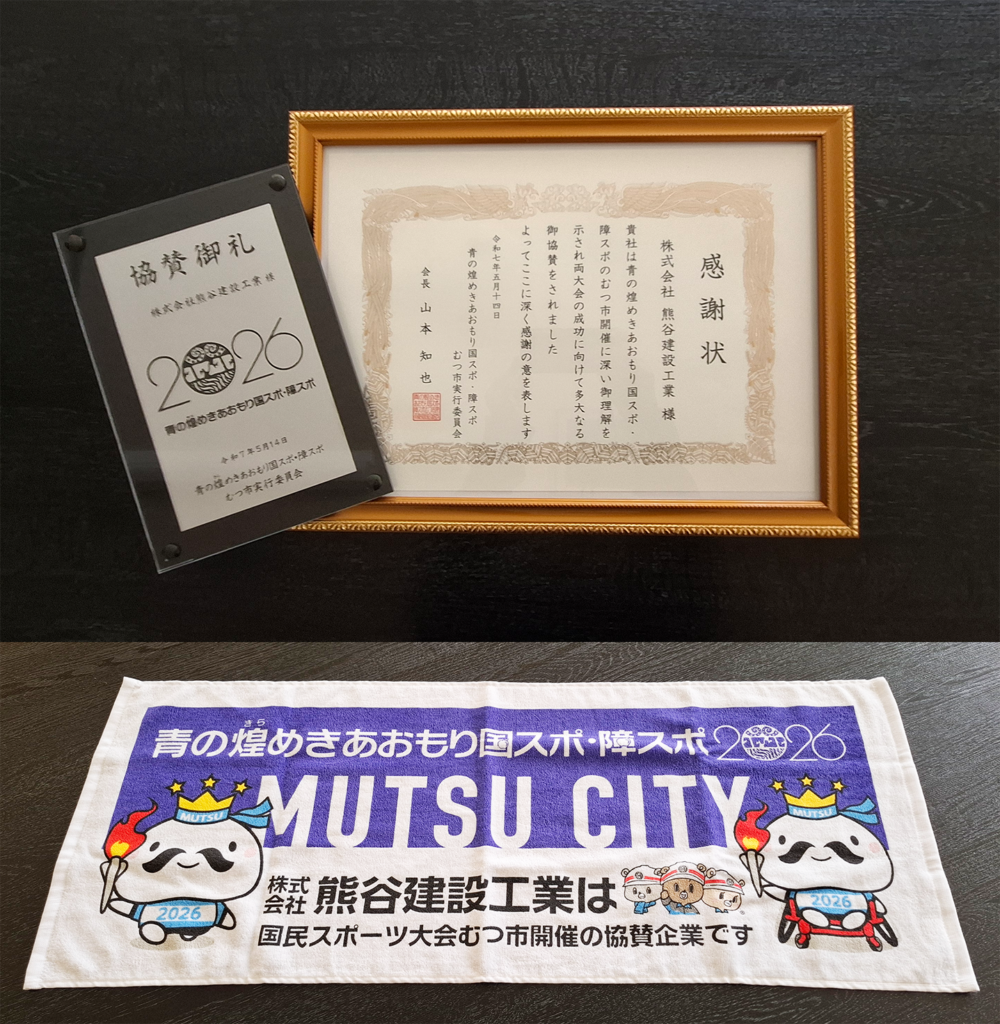 協賛御礼
株式会社熊谷建設工業 様
2026
青の煌めきあおもり国スポ・障スポ
令和7年5月14日
青の煌めきあおもり国スポ・障スポ
むつ市実行委員会
感謝状
株式会社 熊谷建設工業 様
貴社は青の煌めきあおもり国スポ・
障スポのむつ市開催に深い御理解を
示され両大会の成功に向けて多大なる
御協賛をされました
よってここに深く感謝の意を表します
令和七年五月十四日
青の煌めきあおもり国スポ・障スポ
むつ市実行委員会
会長 山本 知也
きら
青の煌めきあおもり国スポ・障スポ 2026
MUTSU CITY
MUTSU
2026
MUTSU
2026
株式会社 熊谷建設工業は
国民スポーツ大会むつ市開催の協賛企業です